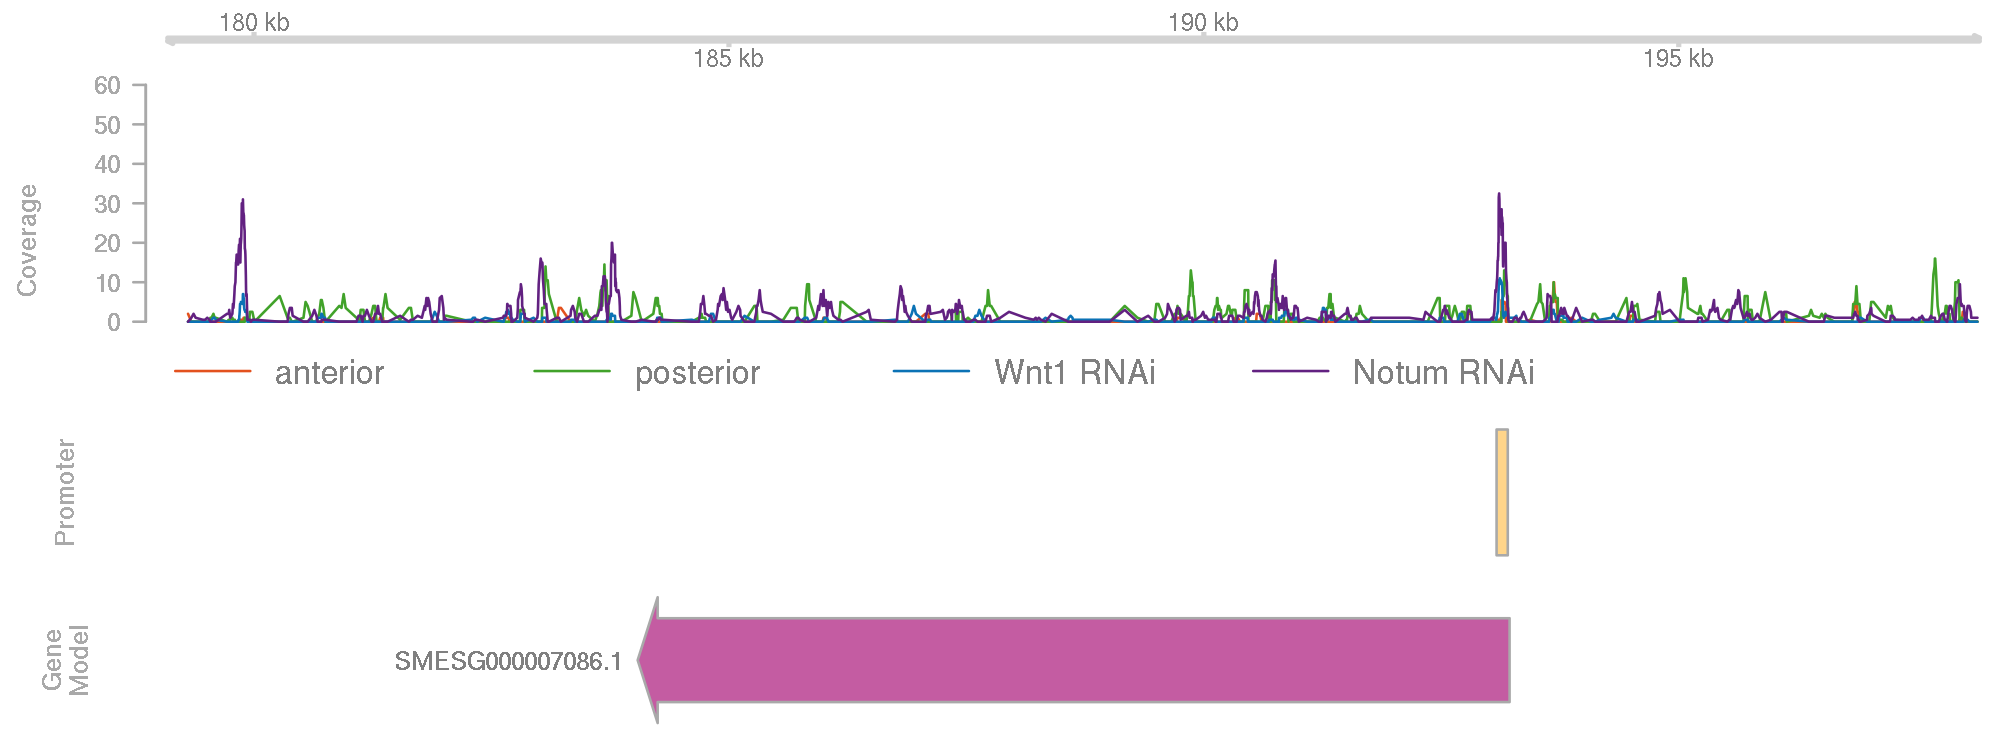 180 kb
190 kb
185 kb
195 kb
60
50
40
30
20
10
0
Coverage
anterior
posterior
Wnt1 RNAi
Notum RNAi
Promoter
Gene
Model
SMESG000007086.1